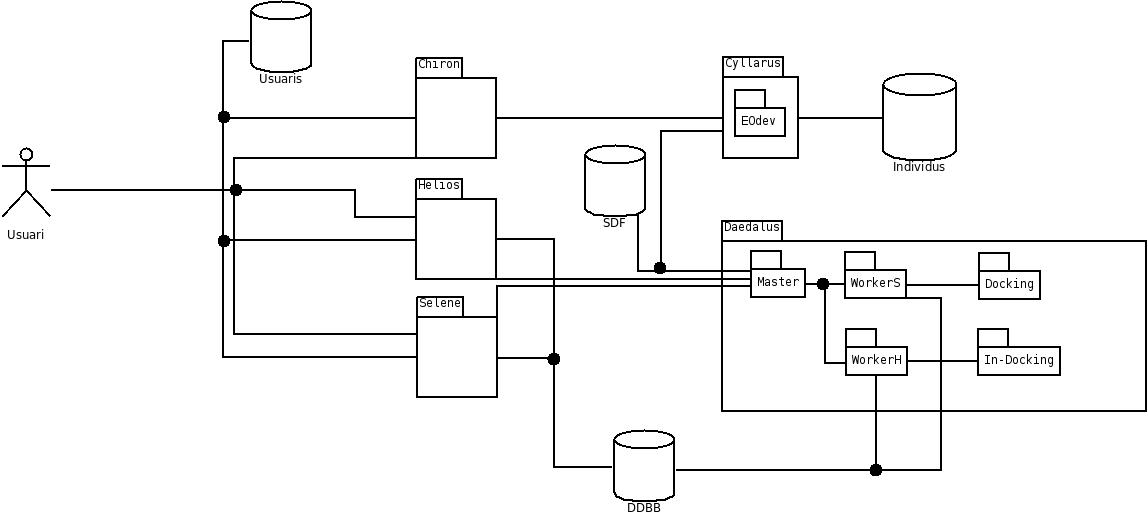 Usuaris
Chiron
Cyllarus
EOdev
Individus
SDF
Helios
Usuari
Daedalus
Master
WorkerS
Docking
Selene
WorkerH
In-Docking
DDBB